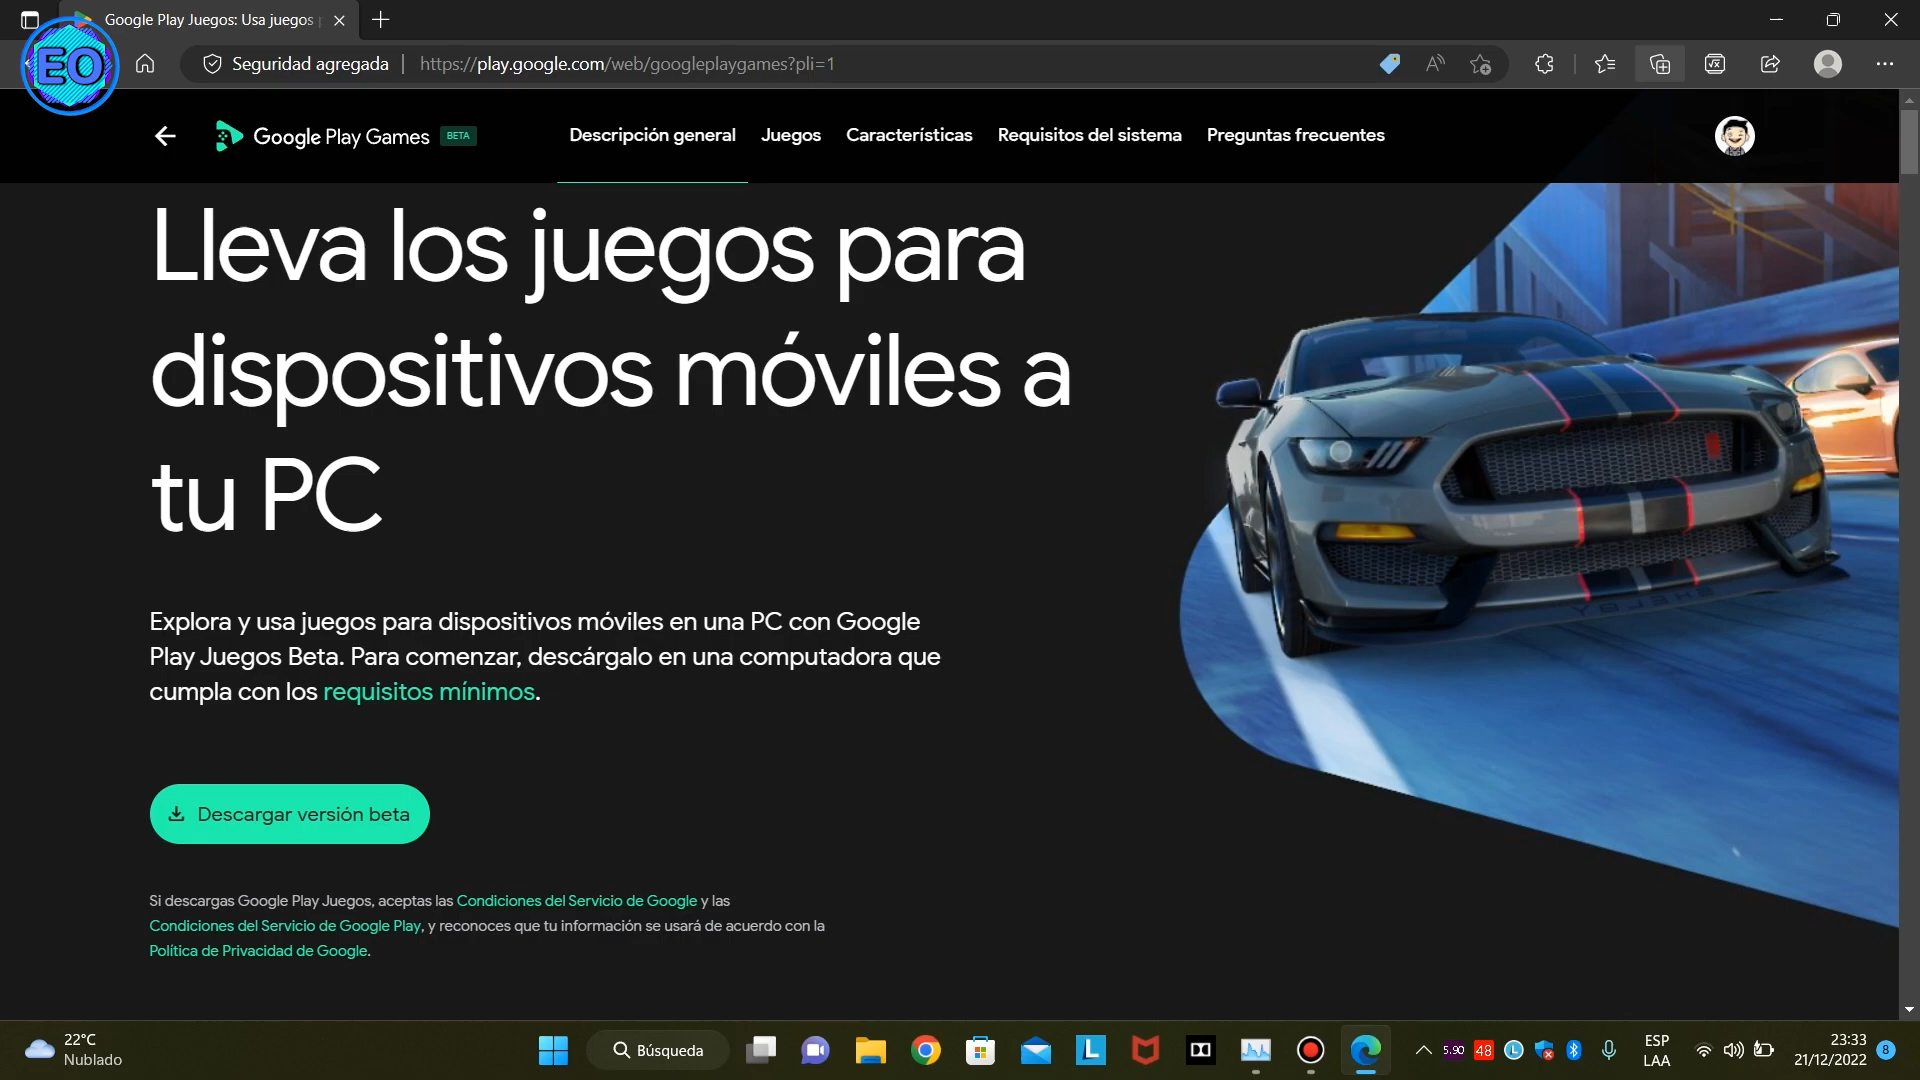 Google Play Juegos: Usa juegos
EO
Seguridad agregada
https://play.google.com/web/googleplaygames?pli=1
Google Play Games BETA
Descripción general
Juegos
Características
Requisitos del sistema
Preguntas frecuentes
Lleva los juegos para
dispositivos móviles a
tu PC
Explora y usa juegos para dispositivos móviles en una PC con Google
Play Juegos Beta. Para comenzar, descárgalo en una computadora que
cumpla con los requisitos mínimos.
Descargar versión beta
Si descargas Google Play Juegos, aceptas las Condiciones del Servicio de Google y las
Condiciones del Servicio de Google Play, y reconoces que tu información se usará de acuerdo con la
Política de Privacidad de Google.
22°C
Nublado
Búsqueda
L
5.90
48
ESP
LAA
23:33
21/12/2022
8